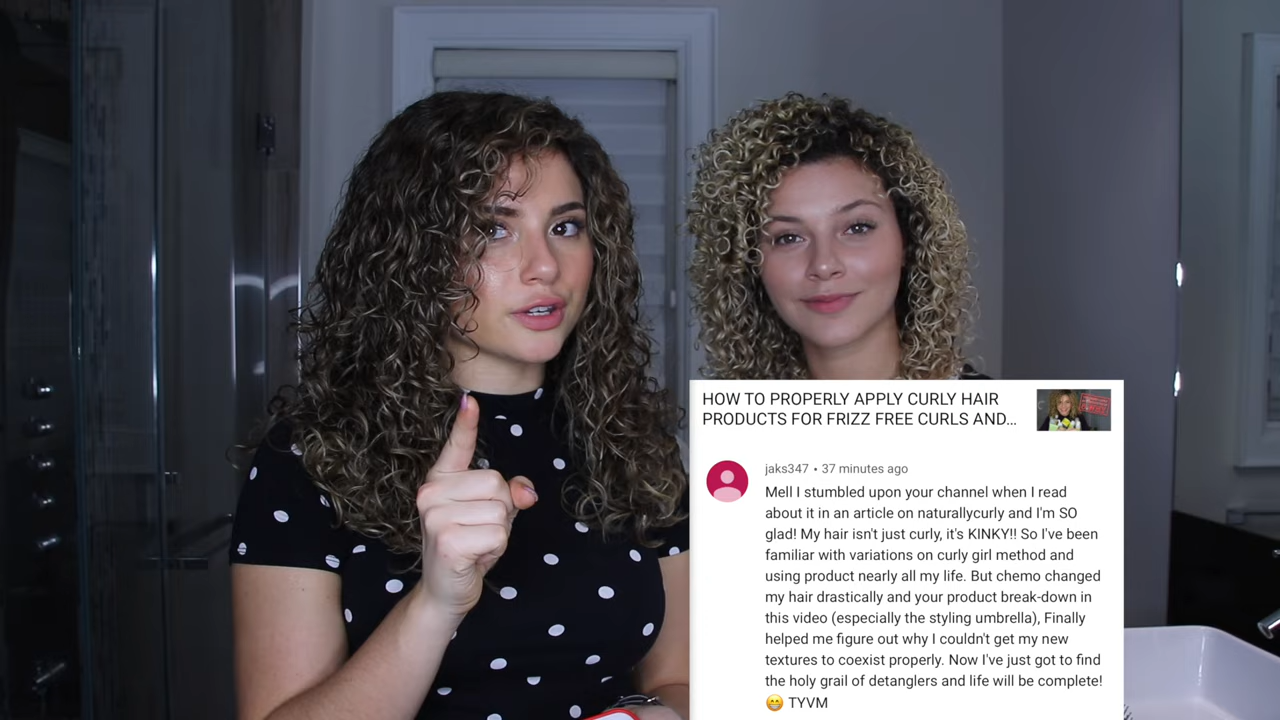 HOW TO PROPERLY APPLY CURLY HAIR
PRODUCTS FOR FRIZZ FREE CURLS AND...
jaks347 • 37 minutes ago
Mell I stumbled upon your channel when I read
about it in an article on naturallycurly and I'm SO
glad! My hair isn't just curly, it's KINKY!! So I've been
familiar with variations on curly girl method and
using product nearly all my life. But chemo changed
my hair drastically and your product break-down in
this video (especially the styling umbrella), Finally
helped me figure out why I couldn't get my new
textures to coexist properly. Now I've just got to find
the holy grail of detanglers and life will be complete!
😁 TYVM